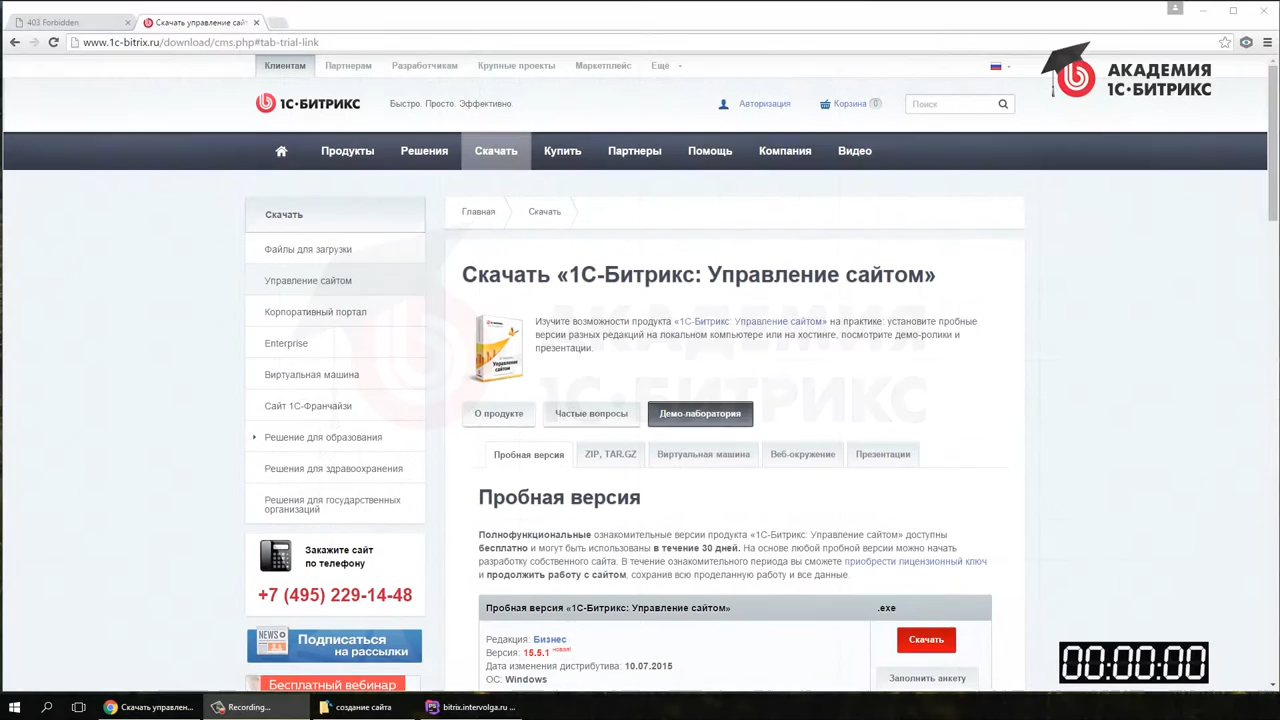 403 Forbidden
Скачать управление сайт
www.1c-bitrix.ru/download/cms.php#tab-trial-link
Клиентам Партнерам Разработчикам Крупные проекты Маркетплейс Ещё
АКАДЕМИЯ
1С·БИТРИКС
1С·БИТРИКС
Быстро. Просто. Эффективно.
Авторизация
Корзина 0
Поиск
Продукты Решения Скачать Купить Партнеры Помощь Компания Видео
Скачать
Файлы для загрузки
Управление сайтом
Корпоративный портал
Enterprise
Виртуальная машина
Сайт 1С-Франчайзи
Решение для образования
Решения для здравоохранения
Решения для государственных
организаций
Закажите сайт
по телефону
+7 (495) 229-14-48
NEWS
Подписаться
на рассылки
Бесплатный вебинар
Главная Скачать
Скачать «1С-Битрикс: Управление сайтом»
Изучите возможности продукта «1С-Битрикс: Управление сайтом» на практике: установите пробные
версии разных редакций на локальном компьютере или на хостинге, посмотрите демо-ролики и
презентации.
Управление
сайтом
АКАДЕМИЯ
1С·БИТРИКС
О продукте Частые вопросы Демо-лаборатория
Пробная версия ZIP, TAR.GZ Виртуальная машина Веб-окружение Презентации
Пробная версия
Полнофункциональные ознакомительные версии продукта «1С-Битрикс: Управление сайтом» доступны
бесплатно и могут быть использованы в течение 30 дней. На основе любой пробной версии можно начать
разработку собственного сайта. В течение ознакомительного периода вы сможете приобрести лицензионный ключ
и продолжить работу с сайтом, сохранив всю проделанную работу и все данные.
Пробная версия «1С-Битрикс: Управление сайтом» .exe
Редакция: Бизнес
Версия: 15.5.1 новая!
Дата изменения дистрибутива: 10.07.2015
ОС: Windows
Скачать
Заполнить анкету
00:00:00
Скачать управлен...
Recording...
создание сайта
bitrix.intervolga.ru ...